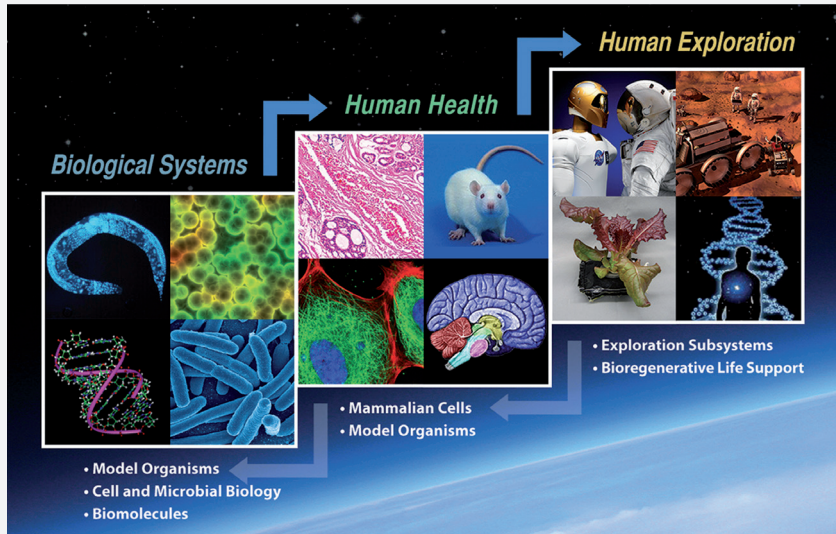 Human Exploration
Human Health
Biological Systems
• Exploration Subsystems
• Bioregenerative Life Support
• Mammalian Cells
• Model Organisms
• Model Organisms
• Cell and Microbial Biology
• Biomolecules